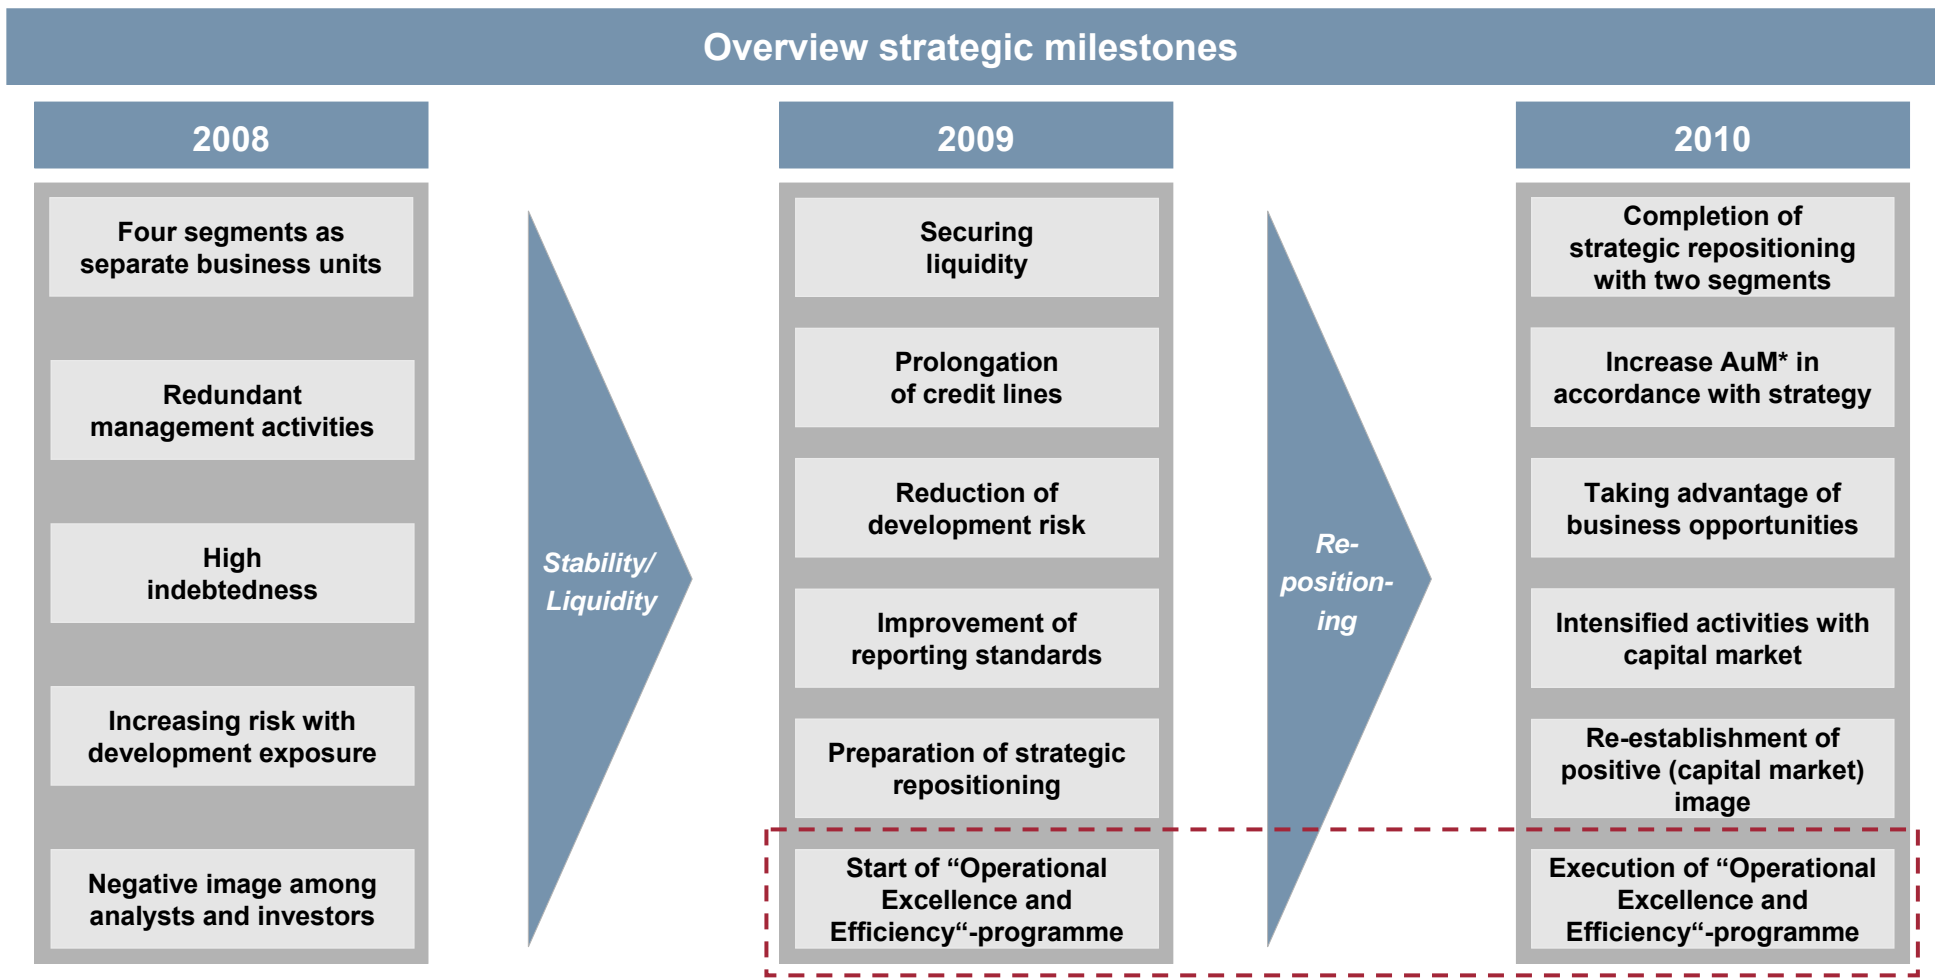 Overview strategic milestones
2008
Four segments as
separate business units
Redundant
management activities
High
indebtedness
Increasing risk with
development exposure
Negative image among
analysts and investors
Stability/
Liquidity
2009
Securing
liquidity
Prolongation
of credit lines
Reduction of
development risk
Improvement of
reporting standards
Preparation of strategic
repositioning
Start of “Operational
Excellence and
Efficiency“-programme
Re-
position-
ing
2010
Completion of
strategic repositioning
with two segments
Increase AuM* in
accordance with strategy
Taking advantage of
business opportunities
Intensified activities with
capital market
Re-establishment of
positive (capital market)
image
Execution of “Operational
Excellence and
Efficiency“-programme